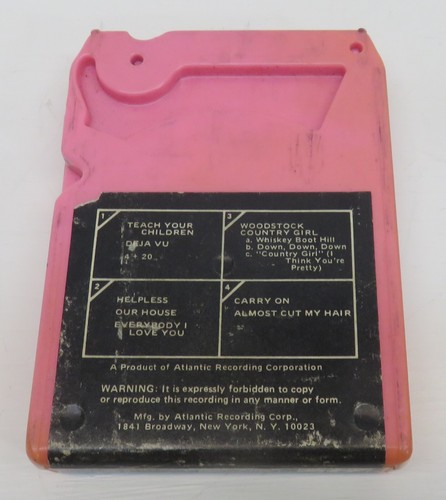 1
TEACH YOUR
CHILDREN
DEJA VU
4 + 20
3
WOODSTOCK
COUNTRY GIRL
a. Whiskey Boot Hill
b. Down, Down, Down
c. "Country Girl" (I
Think You're
Pretty)
2
HELPLESS
OUR HOUSE
EVERYBODY I
LOVE YOU
4
CARRY ON
ALMOST CUT MY HAIR
A Product of Atlantic Recording Corporation
WARNING: It is expressly forbidden to copy
or reproduce this recording in any manner or form.
Mfg. by Atlantic Recording Corp.,
1841 Broadway, New York, N. Y. 10023